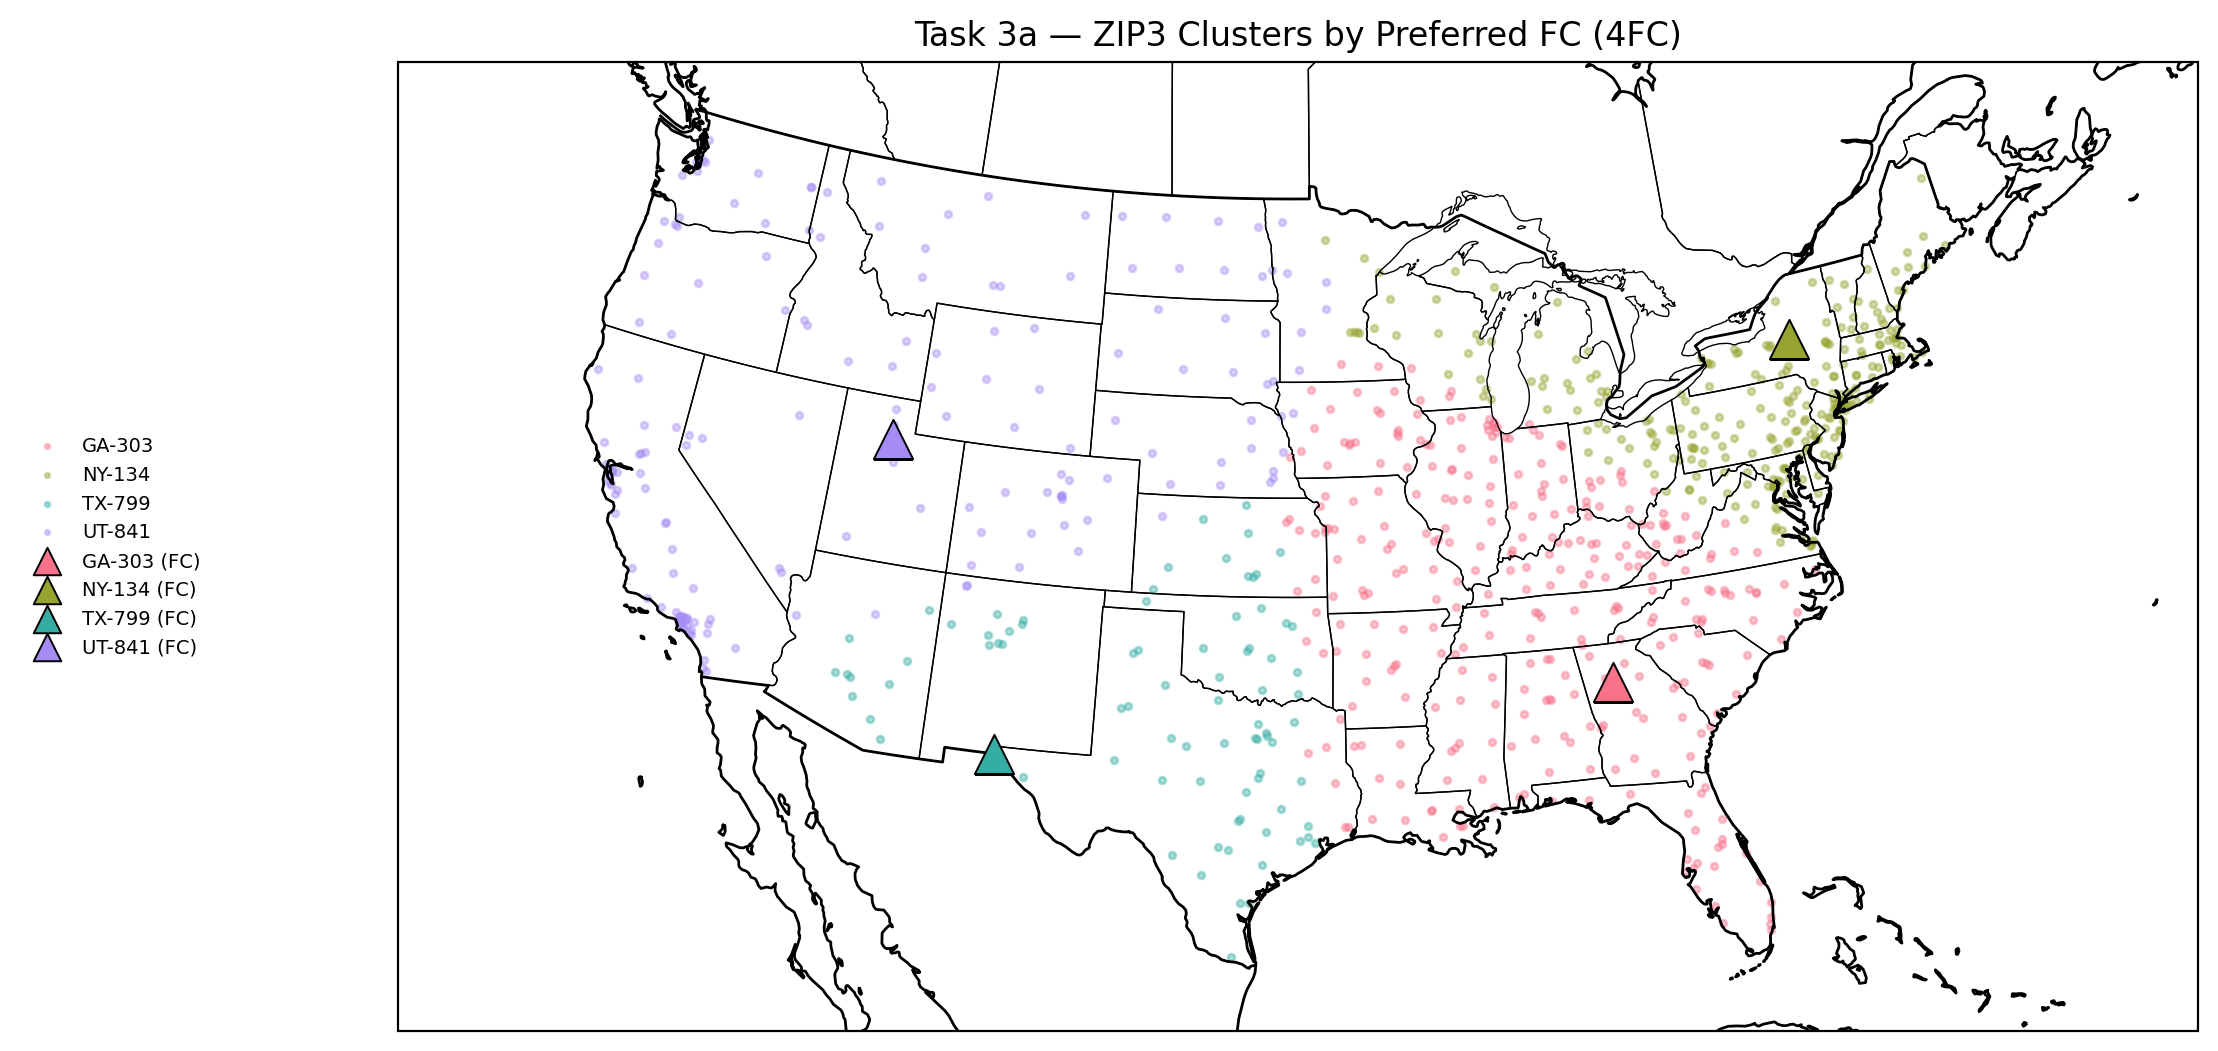 Task 3a — ZIP3 Clusters by Preferred FC (4FC)
GA-303
NY-134
TX-799
UT-841
GA-303 (FC)
NY-134 (FC)
TX-799 (FC)
UT-841 (FC)